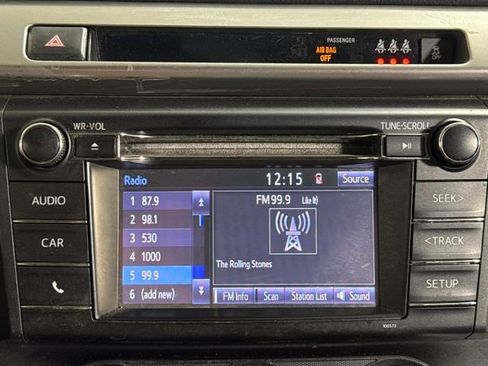 PASSENGER
AIR BAG
OFF
WR-VOL
TUNE·SCROLL
Radio
12:15
Source
AUDIO
CAR
1 87.9
2 98.1
3 530
4 1000
5 99.9
6 (add new)
FM99.9
Like It)
The Rolling Stones
FM Info
Scan
Station List
Sound
SEEK>
<TRACK
SETUP
100573